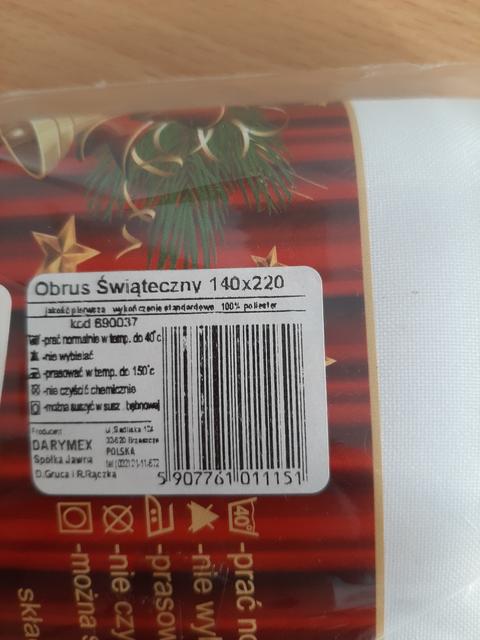 Obrus Świąteczny 140x220
jakość pierwsza wykończenie standardowe 100% poliester
kod 690037
-prać normalnie w temp. do 40°c
-nie wybielać
-prasować w temp. do 150°c
-nie czyścić chemicznie
-można suszyć w susz. bębnowej
Producent
DARYMEX
Spółka Jawna
D.Gruca i R.Rączka
POLSKA
5 907761 011151
40°
-prać no
-nie wyb
-prasow
-nie czy
-można s
skła